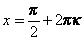 x = π/2 + 2πκ